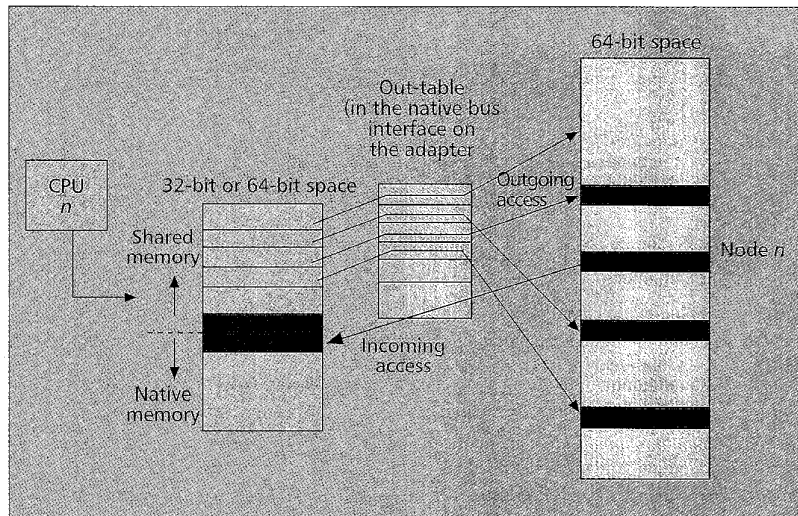 64-bit space
Out-table
(in the native bus
interface on
the adapter
CPU
n
32-bit or 64-bit space
Outgoing
access
Shared
memory
Node n
Incoming
access
Native
memory